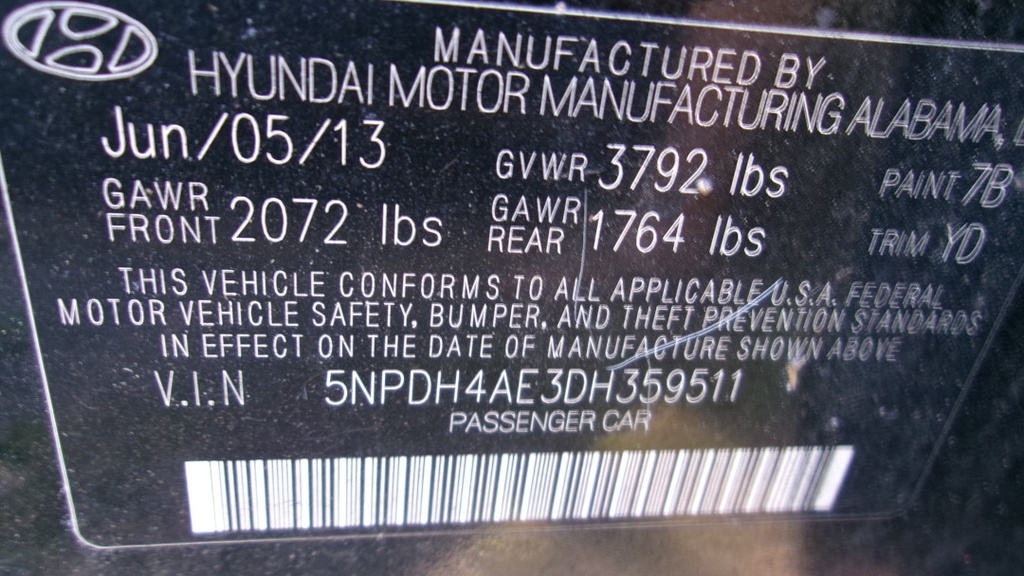 MANUFACTURED BY
HYUNDAI MOTOR MANUFACTURING ALABAMA,
Jun/05/13 GVWR 3792 lbs PAINT 7B
GAWR FRONT 2072 lbs GAWR REAR 1764 lbs TRIM YD
THIS VEHICLE CONFORMS TO ALL APPLICABLE U.S.A. FEDERAL
MOTOR VEHICLE SAFETY, BUMPER, AND THEFT PREVENTION STANDARDS
IN EFFECT ON THE DATE OF MANUFACTURE SHOWN ABOVE
V.I.N 5NPDH4AE3DH359511
PASSENGER CAR